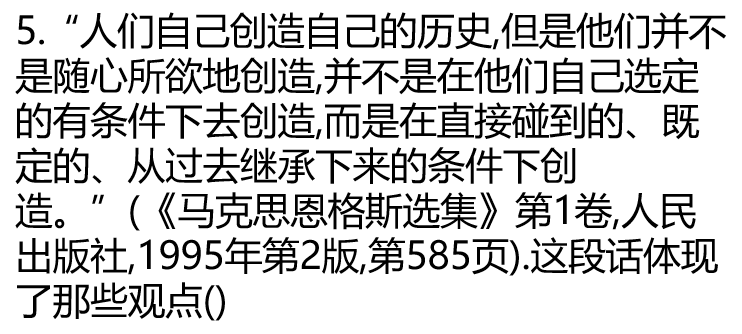 5.“人们自己创造自己的历史,但是他们并不
是随心所欲地创造,并不是在他们自己选定
的有条件下去创造,而是在直接碰到的、既
定的、从过去继承下来的条件下创
造。”(《马克思恩格斯选集》第1卷,人民
出版社,1995年第2版,第585页).这段话体现
了那些观点()